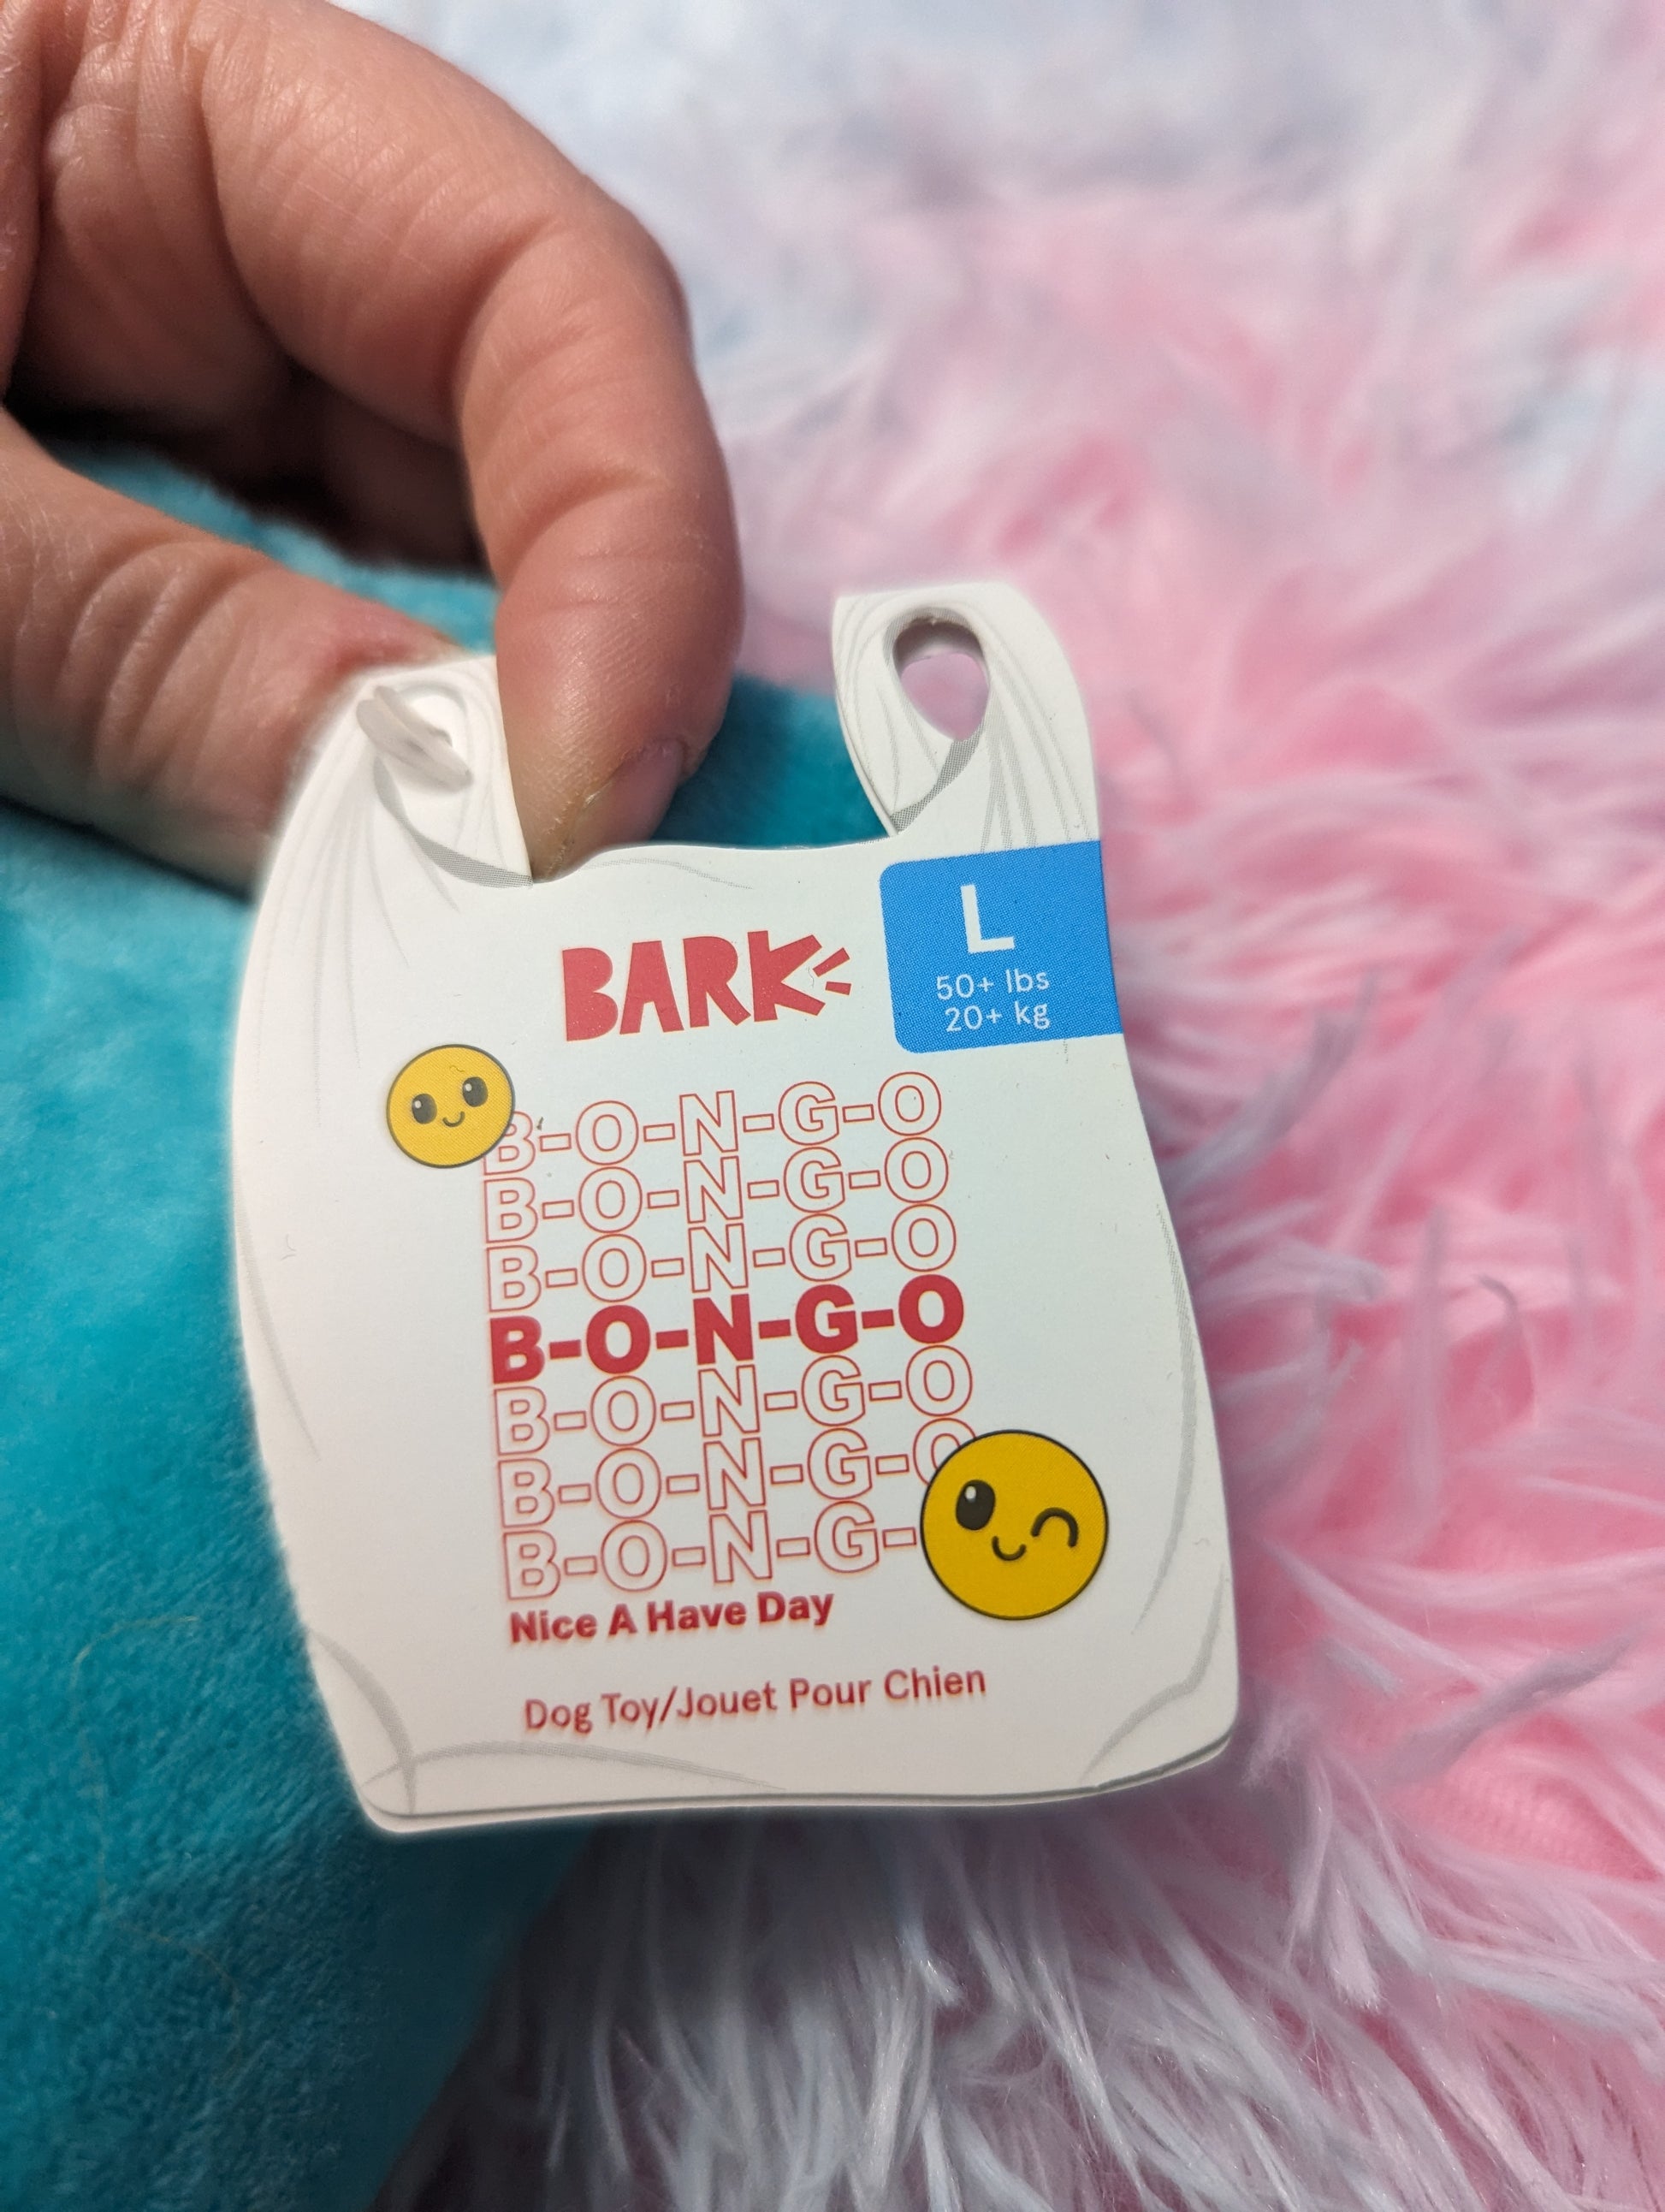 BARK
L
50+ lbs
20+ kg
B-O-N-G-O
B-O-N-G-O
B-O-N-G-O
B-O-N-G-O
B-O-N-G-O
B-O-N-G-O
B-O-N-G-
Nice A Have Day
Dog Toy/Jouet Pour Chien